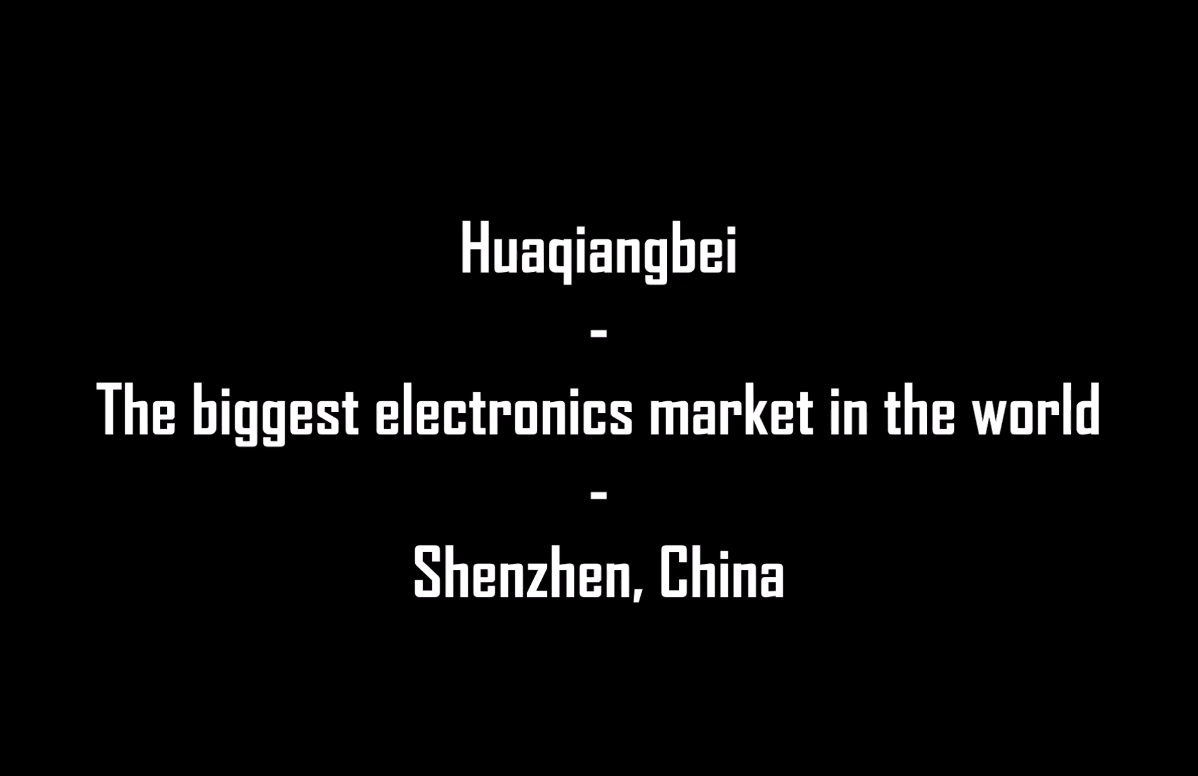 Huaqiangbei
-
The biggest electronics market in the world
-
Shenzhen, China